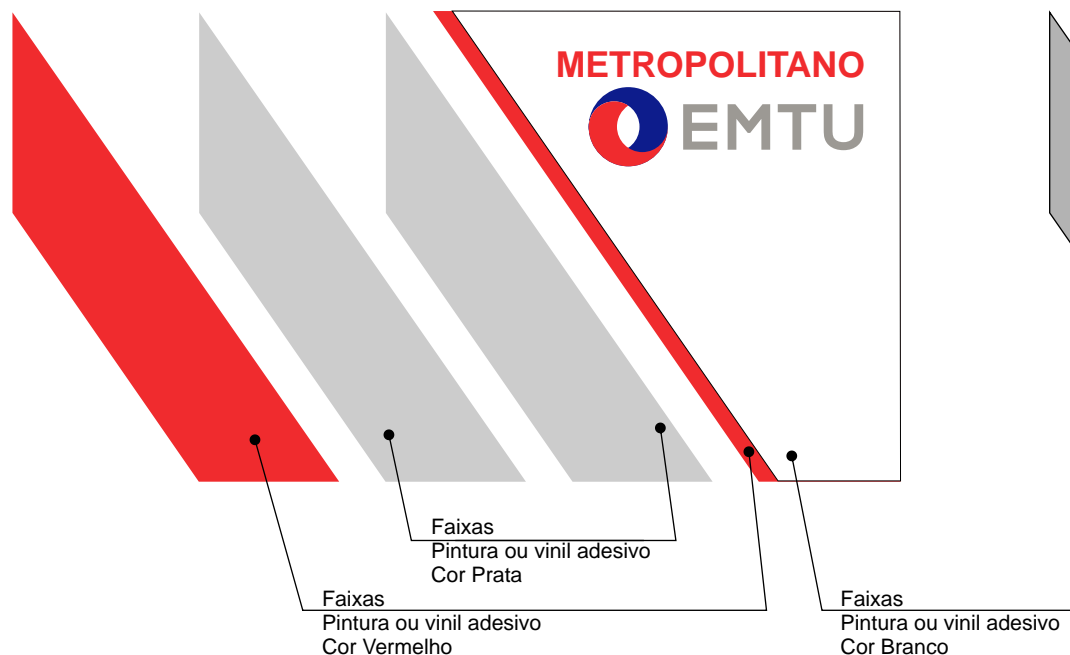 METROPOLITANO
EMTU
Faixas
Pintura ou vinil adesivo
Cor Prata
Faixas
Pintura ou vinil adesivo
Cor Vermelho
Faixas
Pintura ou vinil adesivo
Cor Branco